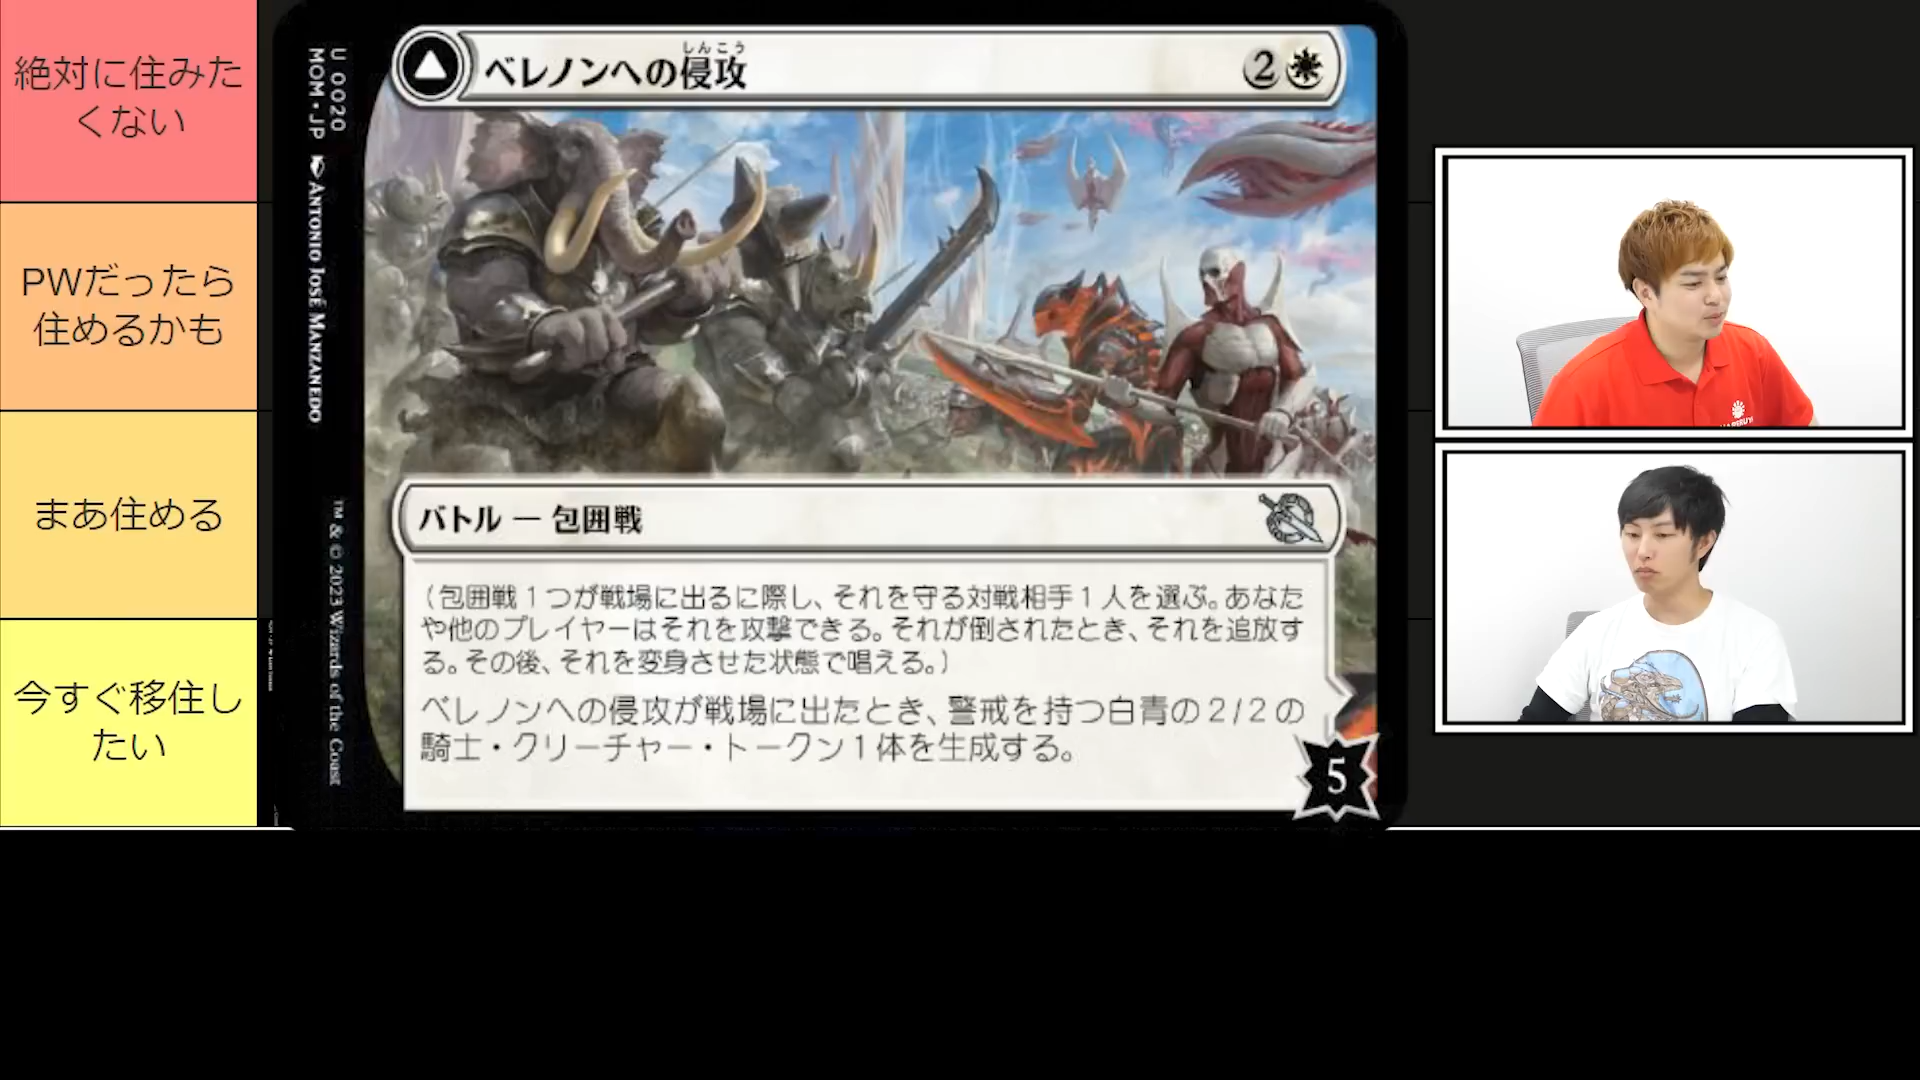 絶対に住みた
くない
PWだったら
住めるかも
まあ住める
今すぐ移住し
たい
U 0020
MOM・JP ANTONIO JOSÉ MANZANEDO
™ & © 2023 Wizards of the Coast
しんこう
ベレノンへの侵攻
2
バトル — 包囲戦
(包囲戦1つが戦場に出るに際し、それを守る対戦相手1人を選ぶ。あなた
や他のプレイヤーはそれを攻撃できる。それが倒されたとき、それを追放す
る。その後、それを変身させた状態で唱える。)
ベレノンへの侵攻が戦場に出たとき、警戒を持つ白青の2/2の
騎士・クリーチャー・トークン1体を生成する。
5